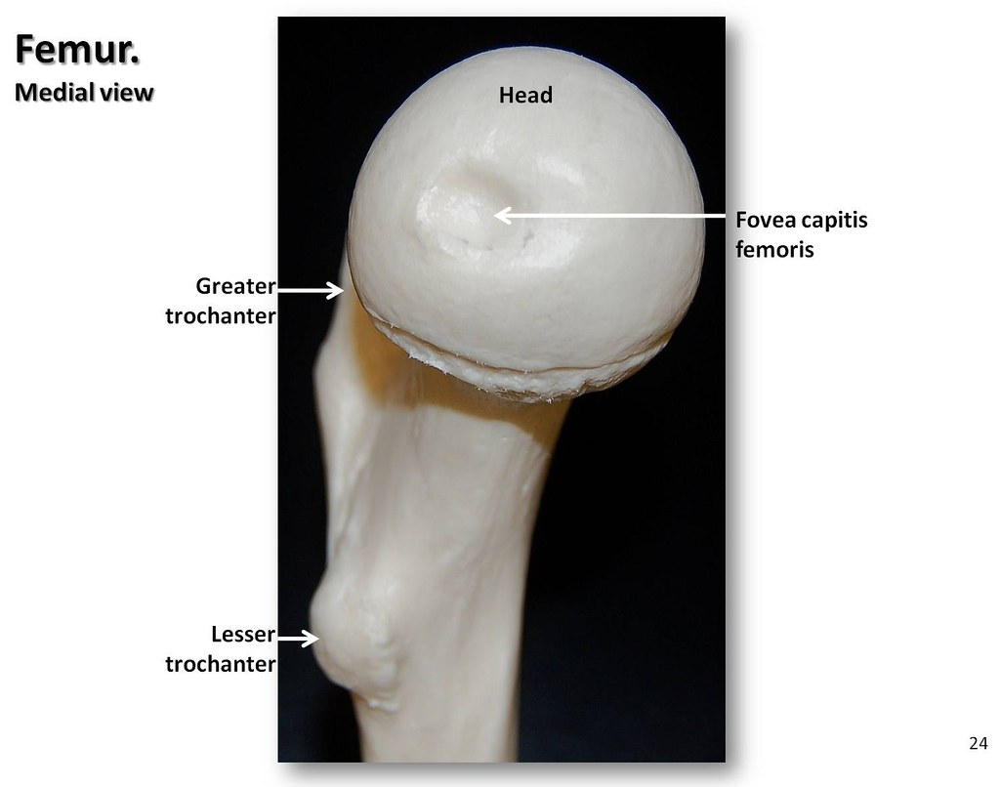 Femur.
Medial view
Head
Fovea capitis
femoris
Greater
trochanter
Lesser
trochanter
24